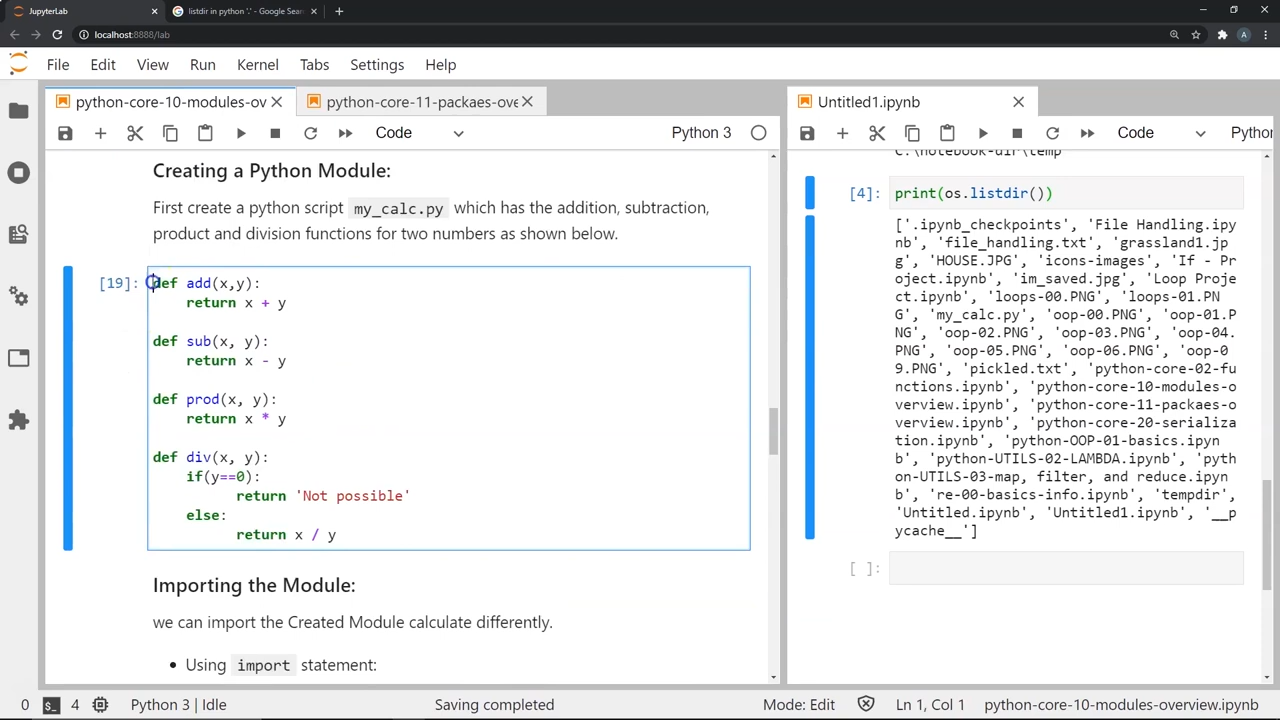 JupyterLab
listdir in python '.' - Google Sear
localhost:8888/lab
A
File Edit View Run Kernel Tabs Settings Help
python-core-10-modules-ov
python-core-11-packaes-ove
Code
Python 3
Creating a Python Module:
First create a python script my_calc.py which has the addition, subtraction,
product and division functions for two numbers as shown below.
[19]:
def add(x,y):
return x + y
def sub(x, y):
return x - y
def prod(x, y):
return x * y
def div(x, y):
if(y==0):
return 'Not possible'
else:
return x / y
Importing the Module:
we can import the Created Module calculate differently.
Using import statement:
Untitled1.ipynb
Code
Python
C:\notebook-dir\temp
[4]: print(os.listdir())
['.ipynb_checkpoints', 'File Handling.ipy
nb', 'file_handling.txt', 'grassland1.jp
g', 'HOUSE.JPG', 'icons-images', 'If - Pr
oject.ipynb', 'im_saved.jpg', 'Loop Proje
ct.ipynb', 'loops-00.PNG', 'loops-01.PN
G', 'my_calc.py', 'oop-00.PNG', 'oop-01.P
NG', 'oop-02.PNG', 'oop-03.PNG', 'oop-04.
PNG', 'oop-05.PNG', 'oop-06.PNG', 'oop-0
9.PNG', 'pickled.txt', 'python-core-02-fu
nctions.ipynb', 'python-core-10-modules-o
verview.ipynb', 'python-core-11-packaes-o
verview.ipynb', 'python-core-20-serializa
tion.ipynb', 'python-OOP-01-basics.ipyn
b', 'python-UTILS-02-LAMBDA.ipynb', 'pyth
on-UTILS-03-map, filter, and reduce.ipyn
b', 're-00-basics-info.ipynb', 'tempdir',
'Untitled.ipynb', 'Untitled1.ipynb', '__p
ycache__']
[ ]:
0 4 Python 3 | Idle Saving completed Mode: Edit Ln 1, Col 1 python-core-10-modules-overview.ipynb